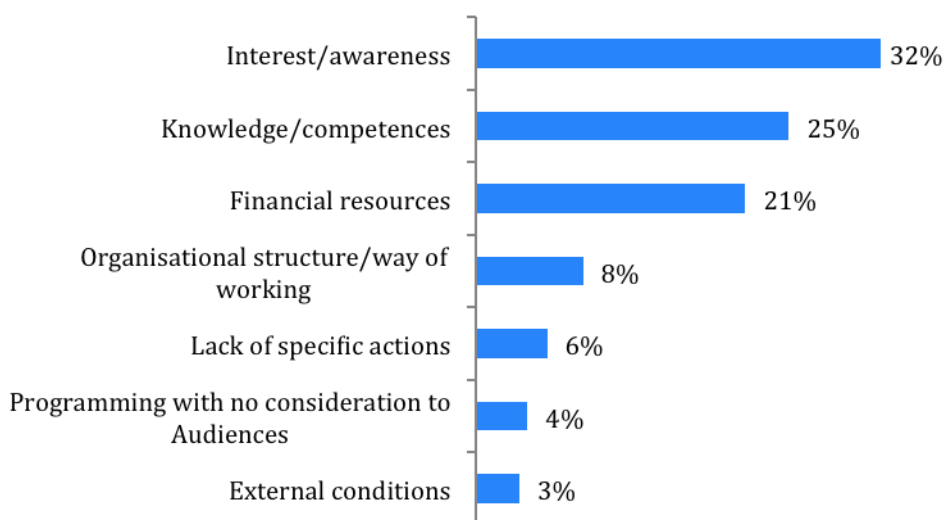 Interest/awareness 32%
Knowledge/competences 25%
Financial resources 21%
Organisational structure/way of
working 8%
Lack of specific actions 6%
Programming with no consideration to
Audiences 4%
External conditions 3%